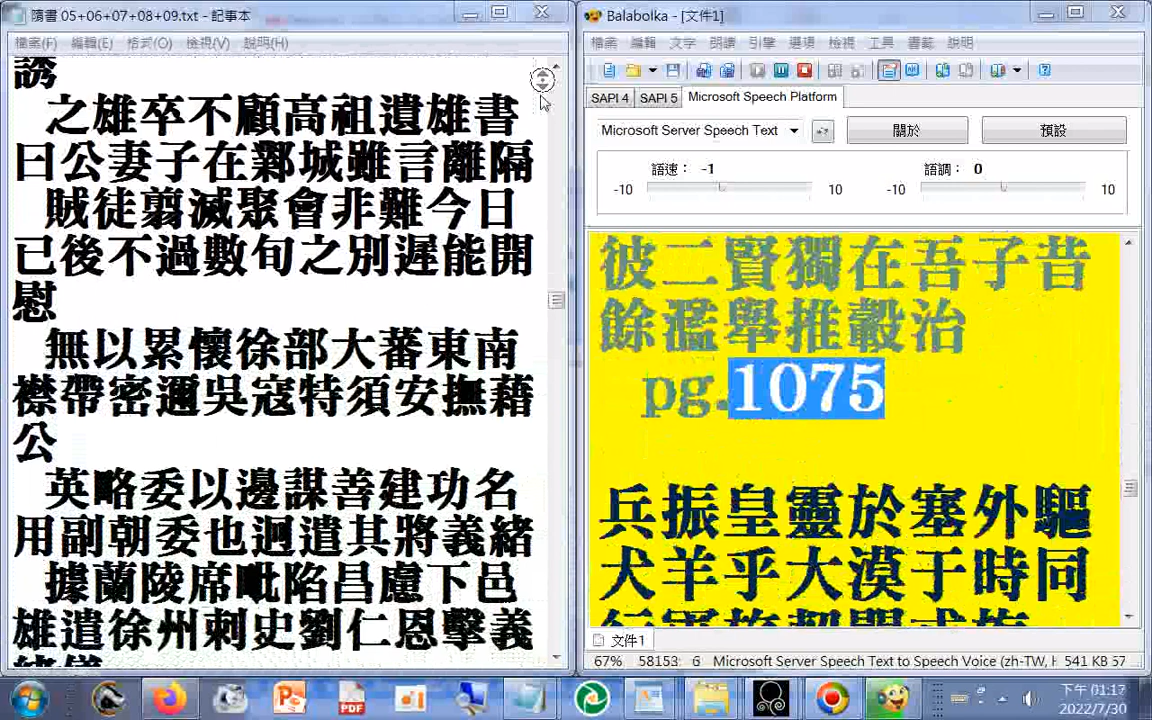 隋書 05+06+07+08+09.txt - 記事本
檔案(F) 編輯(E) 格式(O) 檢視(V) 說明(H)
誘
之雄卒不顧高祖遺雄書
曰公妻子在鄴城雖言離隔
賊徒翦滅聚會非難今日
已後不過數旬之別遲能開
慰
無以累懷徐部大蕃東南
襟帶密邇吳寇特須安撫藉
公
英略委以邊謀善建功名
用副朝委也迥遣其將義緒
據蘭陵席毗陷昌慮下邑
雄遣徐州刺史劉仁恩擊義
Balabolka - [文件1]
檔案 編輯 文字 朗讀 引擎 選項 檢視 工具 書籤 說明
SAPI 4 SAPI 5 Microsoft Speech Platform
Microsoft Server Speech Text 關於 預設
語速： -1 語調： 0
-10 10 -10 10
彼二賢獨在吾子昔
餘濫舉推轂治
pg.1075
兵振皇靈於塞外驅
犬羊乎大漠于時同
文件1
67% 58153: 6 Microsoft Server Speech Text to Speech Voice (zh-TW, H 541 KB 57
PDF
下午 01:17
2022/7/30